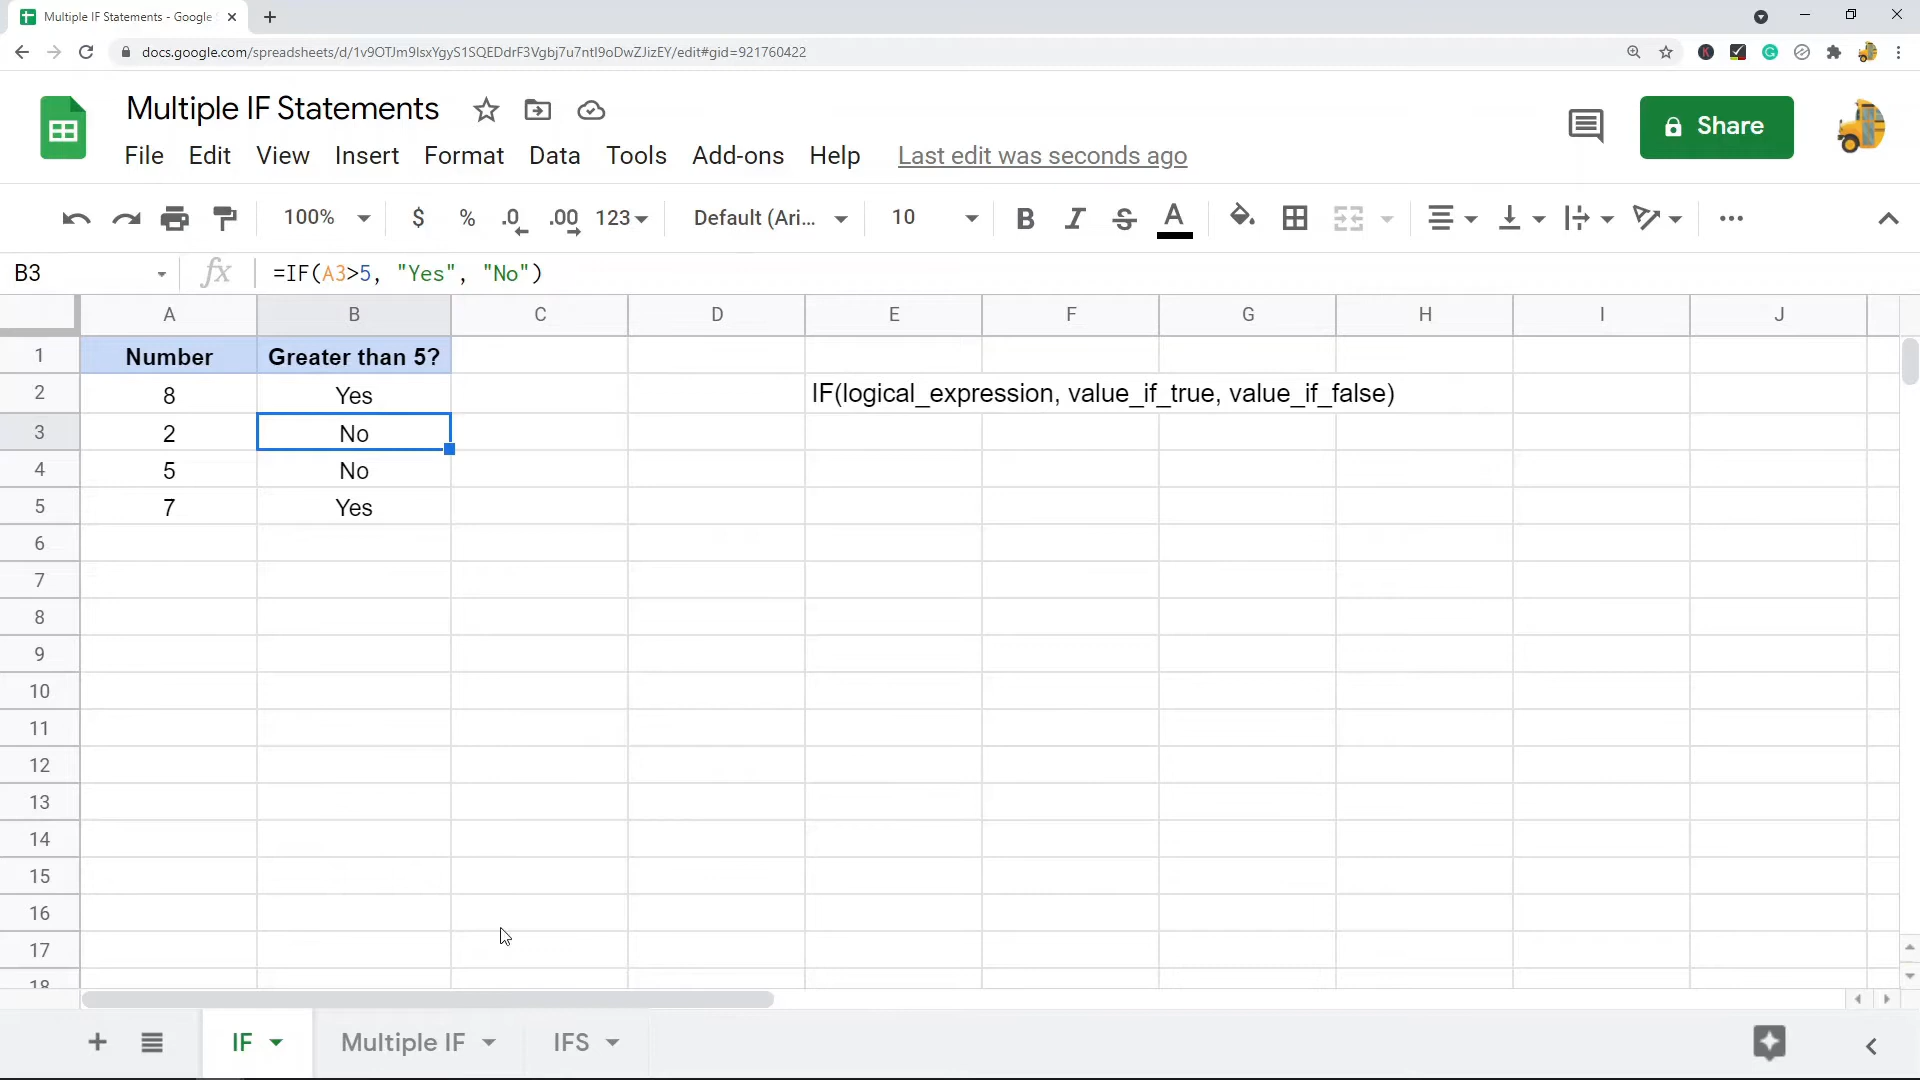 Multiple IF Statements - Google
docs.google.com/spreadsheets/d/1v9OTJm9IsxYgyS1SQEDdrF3Vgbj7u7ntI9oDwZJizEY/edit#gid=921760422
Multiple IF Statements
Share
File Edit View Insert Format Data Tools Add-ons Help Last edit was seconds ago
100% $ % .0 .00 123 Default (Ari... 10 B I S A
B3 fx =IF(A3>5, "Yes", "No")
A B C D E F G H I J
1 Number Greater than 5?
2 8 Yes IF(logical_expression, value_if_true, value_if_false)
3 2 No
4 5 No
5 7 Yes
6
7
8
9
10
11
12
13
14
15
16
17
18
IF Multiple IF IFS